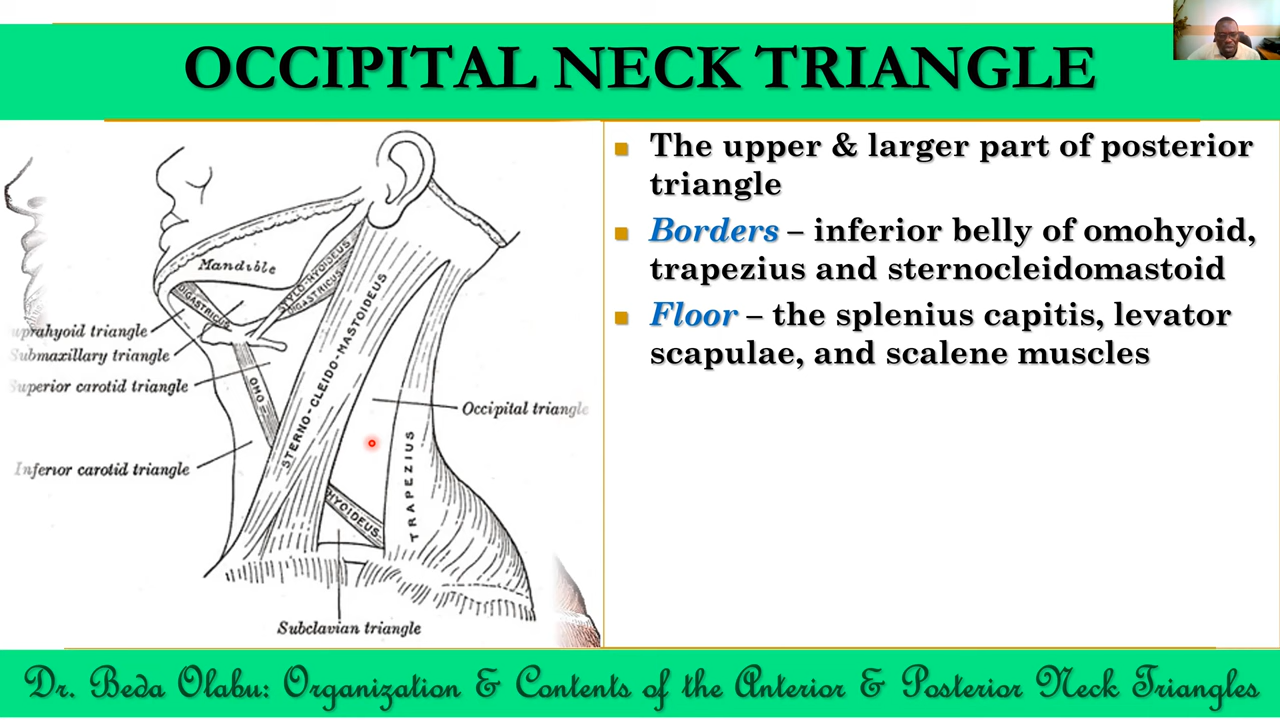 OCCIPITAL NECK TRIANGLE
Mandible
STYLO-HYOIDEUS
DIGASTRICUS
DIGASTRICUS
uprahyoid triangle
Submaxillary triangle
Superior carotid triangle
OMO
STERNO-CLEIDO-MASTOIDEUS
Occipital triangle
TRAPEZIUS
Inferior carotid triangle
HYOIDEUS
Subclavian triangle
The upper & larger part of posterior
triangle
Borders – inferior belly of omohyoid,
trapezius and sternocleidomastoid
Floor – the splenius capitis, levator
scapulae, and scalene muscles
Dr. Beda Olabu: Organization & Contents of the Anterior & Posterior Neck Triangles